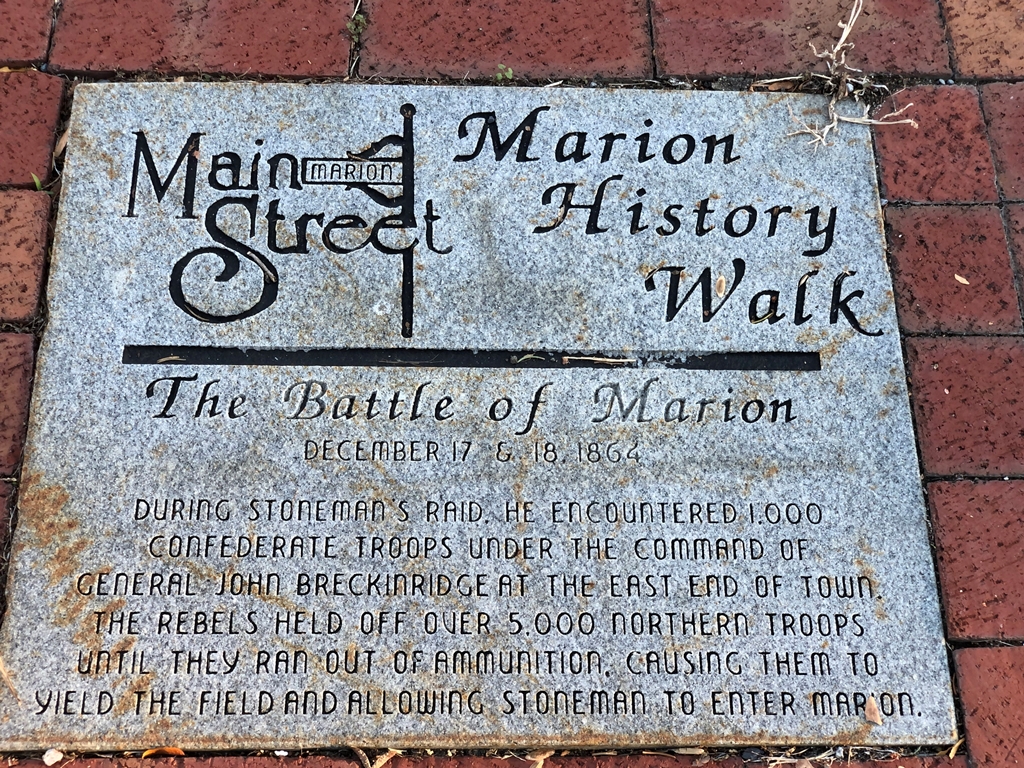 Main
MARION
Street
Marion
History
Walk
The Battle of Marion
DECEMBER 17 & 18, 1864
DURING STONEMAN'S RAID, HE ENCOUNTERED 1,000
CONFEDERATE TROOPS UNDER THE COMMAND OF
GENERAL JOHN BRECKINRIDGE AT THE EAST END OF TOWN.
THE REBELS HELD OFF OVER 5,000 NORTHERN TROOPS
UNTIL THEY RAN OUT OF AMMUNITION, CAUSING THEM TO
YIELD THE FIELD AND ALLOWING STONEMAN TO ENTER MARION.